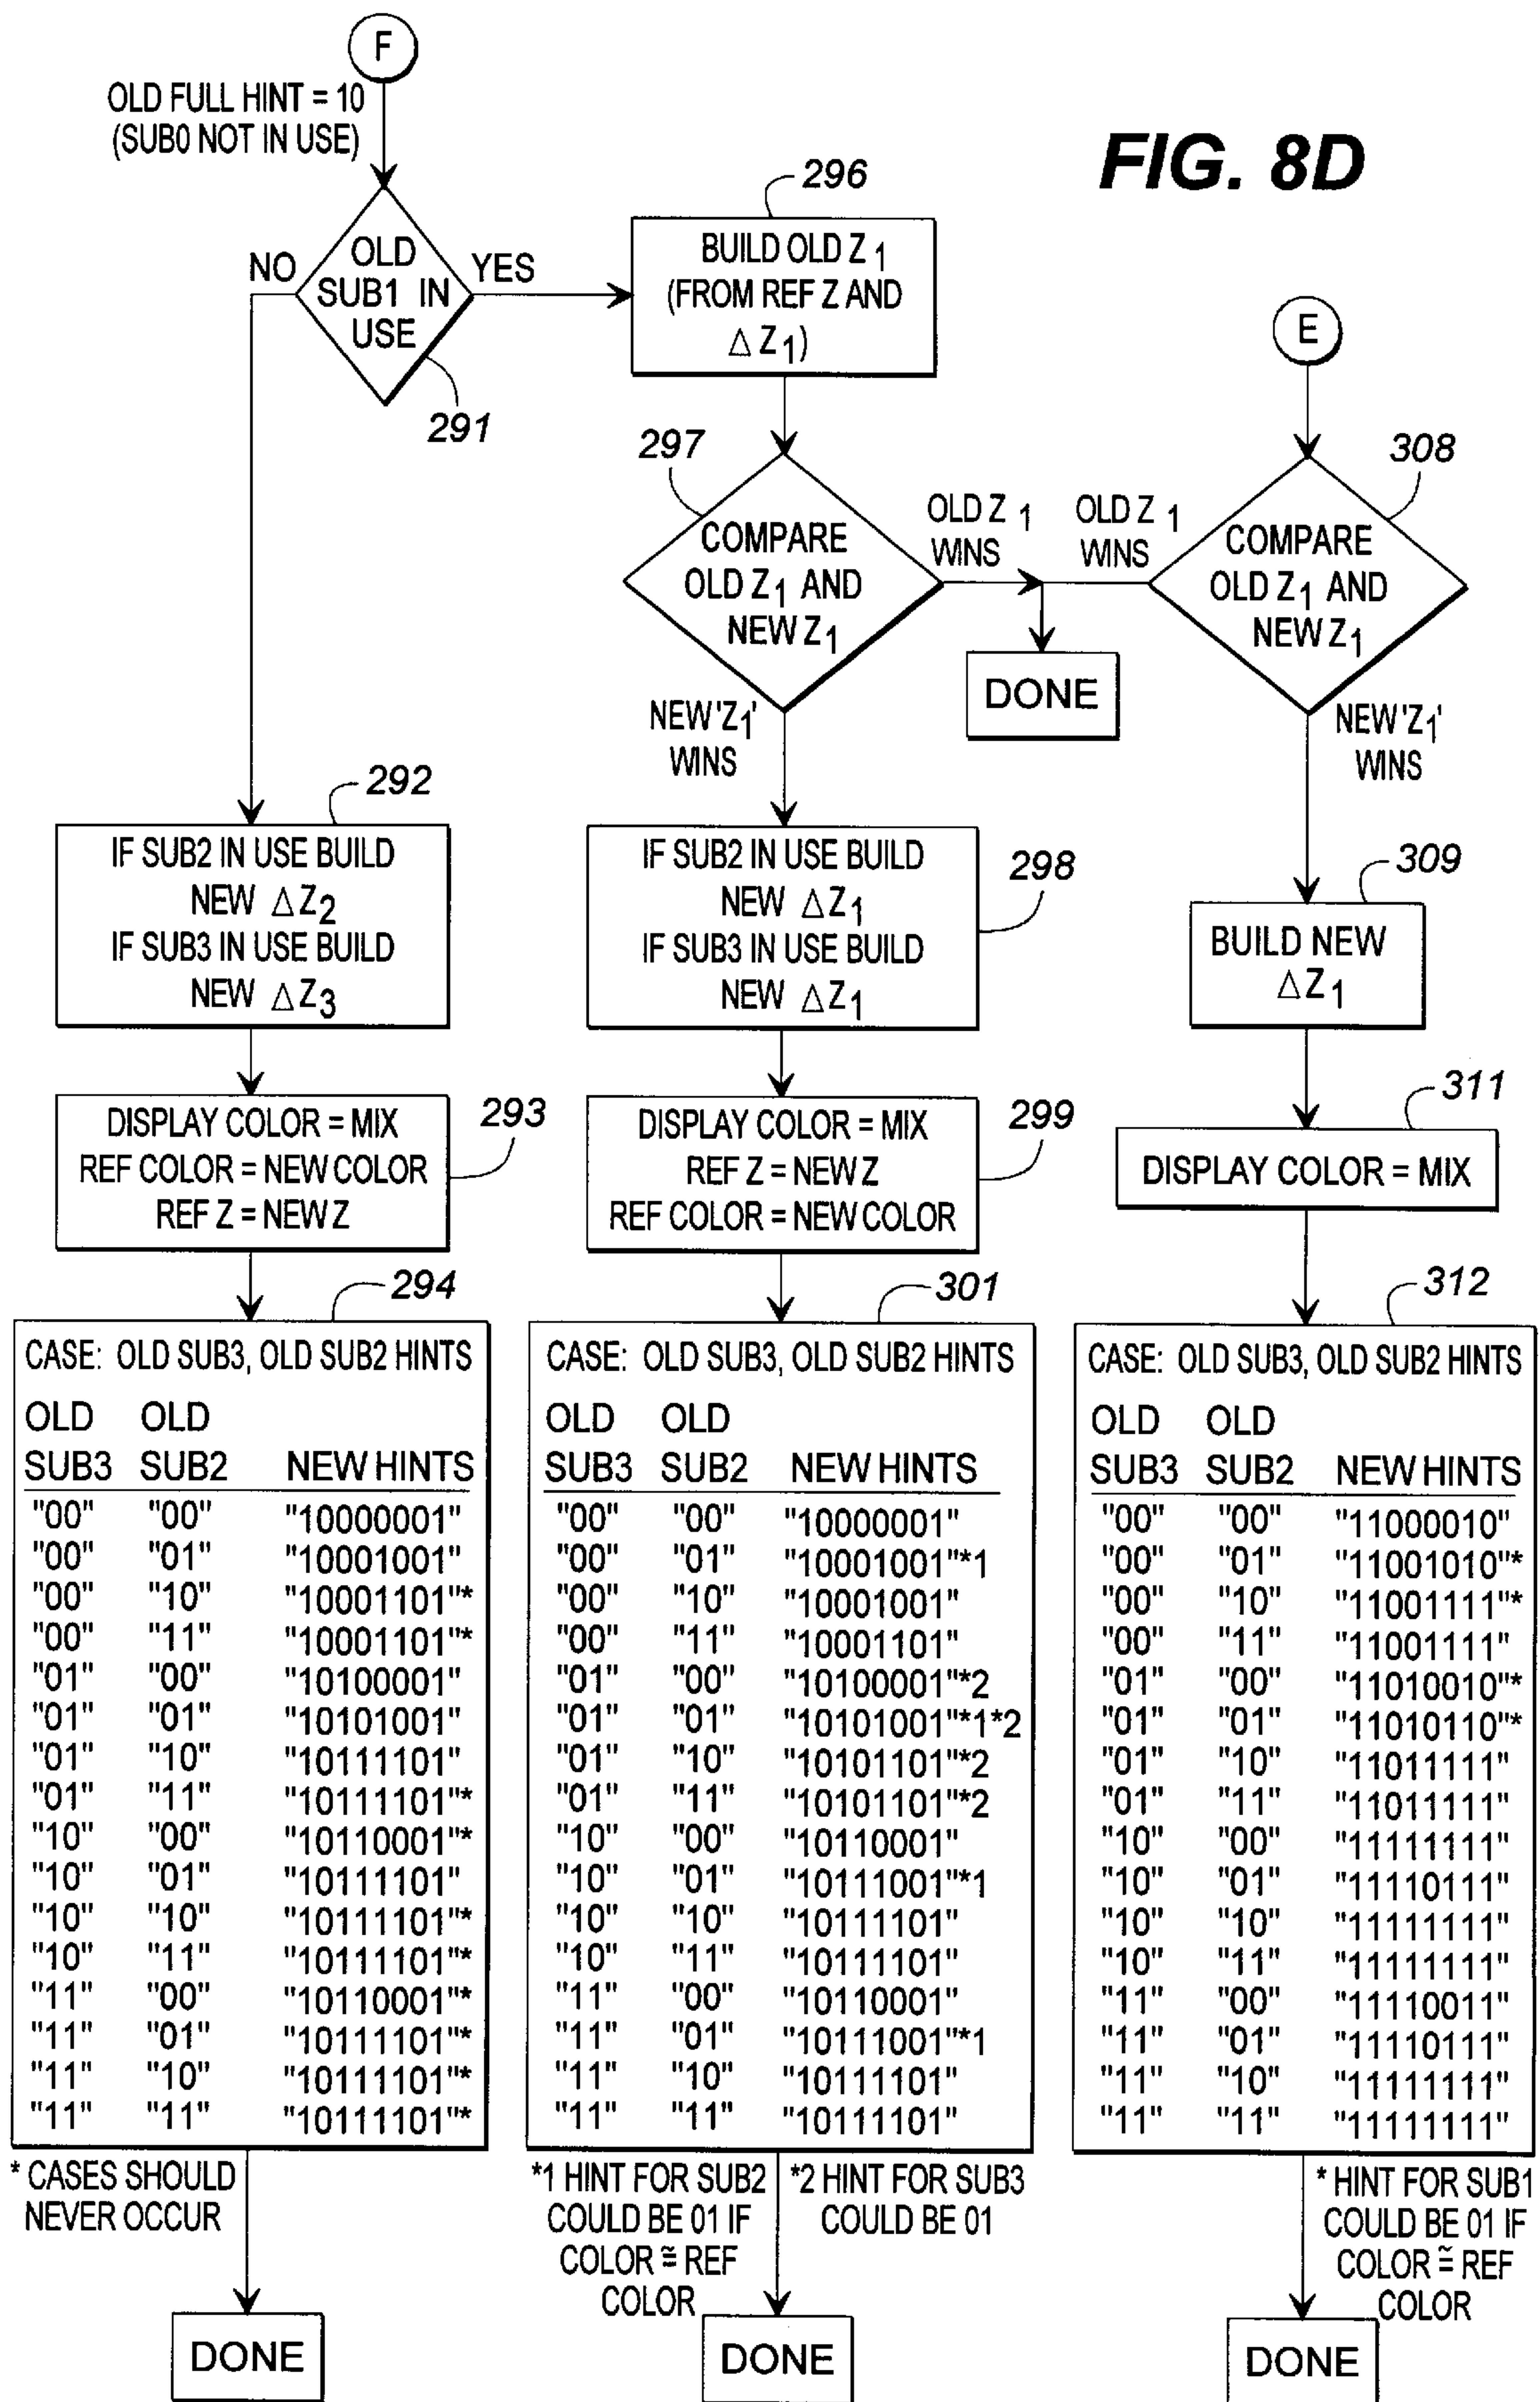 FIG. 8D
F
OLD FULL HINT = 10
(SUB0 NOT IN USE)
OLD
SUB1 IN
USE
291
NO
YES
296
BUILD OLD Z 1
(FROM REF Z AND
△ Z1)
E
297
COMPARE
OLD Z1 AND
NEW Z1
OLD Z 1
WINS
OLD Z 1
WINS
308
COMPARE
OLD Z1 AND
NEW Z1
DONE
NEW 'Z1'
WINS
NEW 'Z1'
WINS
292
IF SUB2 IN USE BUILD
NEW △Z2
IF SUB3 IN USE BUILD
NEW △Z3
298
IF SUB2 IN USE BUILD
NEW △Z1
IF SUB3 IN USE BUILD
NEW △Z1
309
BUILD NEW
△Z1
293
DISPLAY COLOR = MIX
REF COLOR = NEW COLOR
REF Z = NEW Z
299
DISPLAY COLOR = MIX
REF Z = NEW Z
REF COLOR = NEW COLOR
311
DISPLAY COLOR = MIX
294
CASE: OLD SUB3, OLD SUB2 HINTS
OLD OLD
SUB3 SUB2 NEW HINTS
"00" "00" "10000001"
"00" "01" "10001001"
"00" "10" "10001101"*
"00" "11" "10001101"*
"01" "00" "10100001"
"01" "01" "10101001"
"01" "10" "10111101"
"01" "11" "10111101"*
"10" "00" "10110001"*
"10" "01" "10111101"
"10" "10" "10111101"*
"10" "11" "10111101"*
"11" "00" "10110001"*
"11" "01" "10111101"*
"11" "10" "10111101"*
"11" "11" "10111101"*
* CASES SHOULD
NEVER OCCUR
DONE
301
CASE: OLD SUB3, OLD SUB2 HINTS
OLD OLD
SUB3 SUB2 NEW HINTS
"00" "00" "10000001"
"00" "01" "10001001"*1
"00" "10" "10001001"
"00" "11" "10001101"
"01" "00" "10100001"*2
"01" "01" "10101001"*1*2
"01" "10" "10101101"*2
"01" "11" "10101101"*2
"10" "00" "10110001"
"10" "01" "10111001"*1
"10" "10" "10111101"
"10" "11" "10111101"
"11" "00" "10110001"
"11" "01" "10111001"*1
"11" "10" "10111101"
"11" "11" "10111101"
*1 HINT FOR SUB2
COULD BE 01 IF
COLOR ≅ REF
COLOR
*2 HINT FOR SUB3
COULD BE 01
DONE
312
CASE: OLD SUB3, OLD SUB2 HINTS
OLD OLD
SUB3 SUB2 NEW HINTS
"00" "00" "11000010"
"00" "01" "11001010"*
"00" "10" "11001111"*
"00" "11" "11001111"
"01" "00" "11010010"*
"01" "01" "11010110"*
"01" "10" "11011111"
"01" "11" "11011111"
"10" "00" "11111111"
"10" "01" "11110111"
"10" "10" "11111111"
"10" "11" "11111111"
"11" "00" "11110011"
"11" "01" "11110111"
"11" "10" "11111111"
"11" "11" "11111111"
* HINT FOR SUB1
COULD BE 01 IF
COLOR ≅ REF
COLOR
DONE